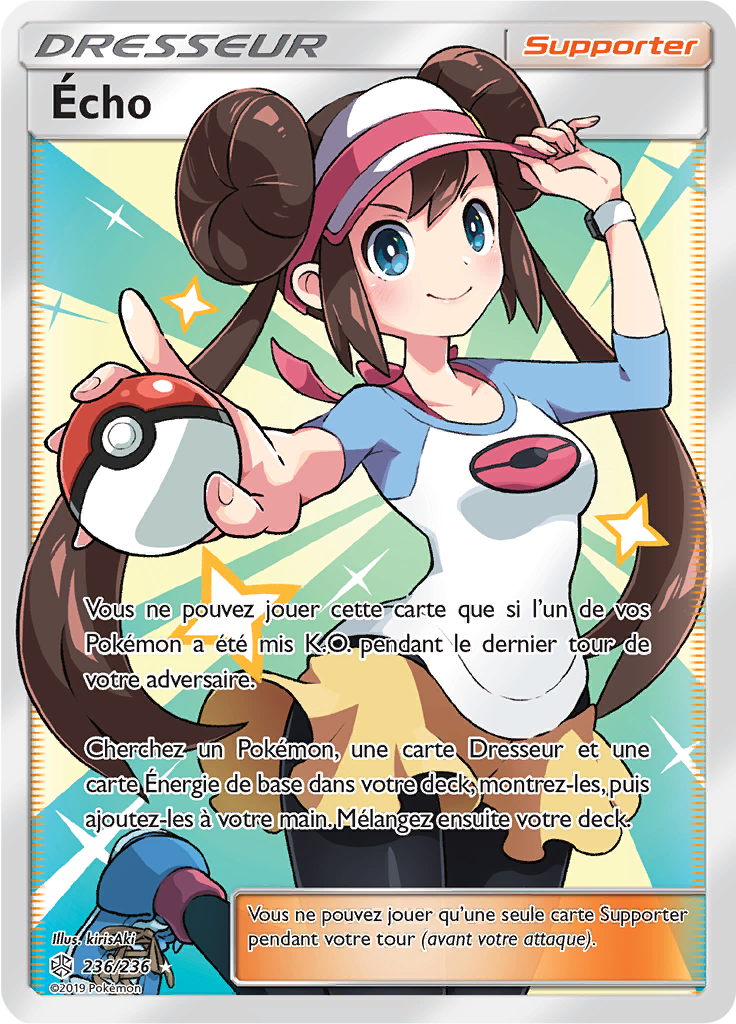 DRESSEUR
Supporter
Écho
Vous ne pouvez jouer cette carte que si l'un de vos
Pokémon a été mis K.O. pendant le dernier tour de
votre adversaire.
Cherchez un Pokémon, une carte Dresseur et une
carte Énergie de base dans votre deck, montrez-les, puis
ajoutez-les à votre main. Mélangez ensuite votre deck.
Vous ne pouvez jouer qu'une seule carte Supporter
pendant votre tour (avant votre attaque).
Illus. kirisAki
236/236
©2019 Pokémon